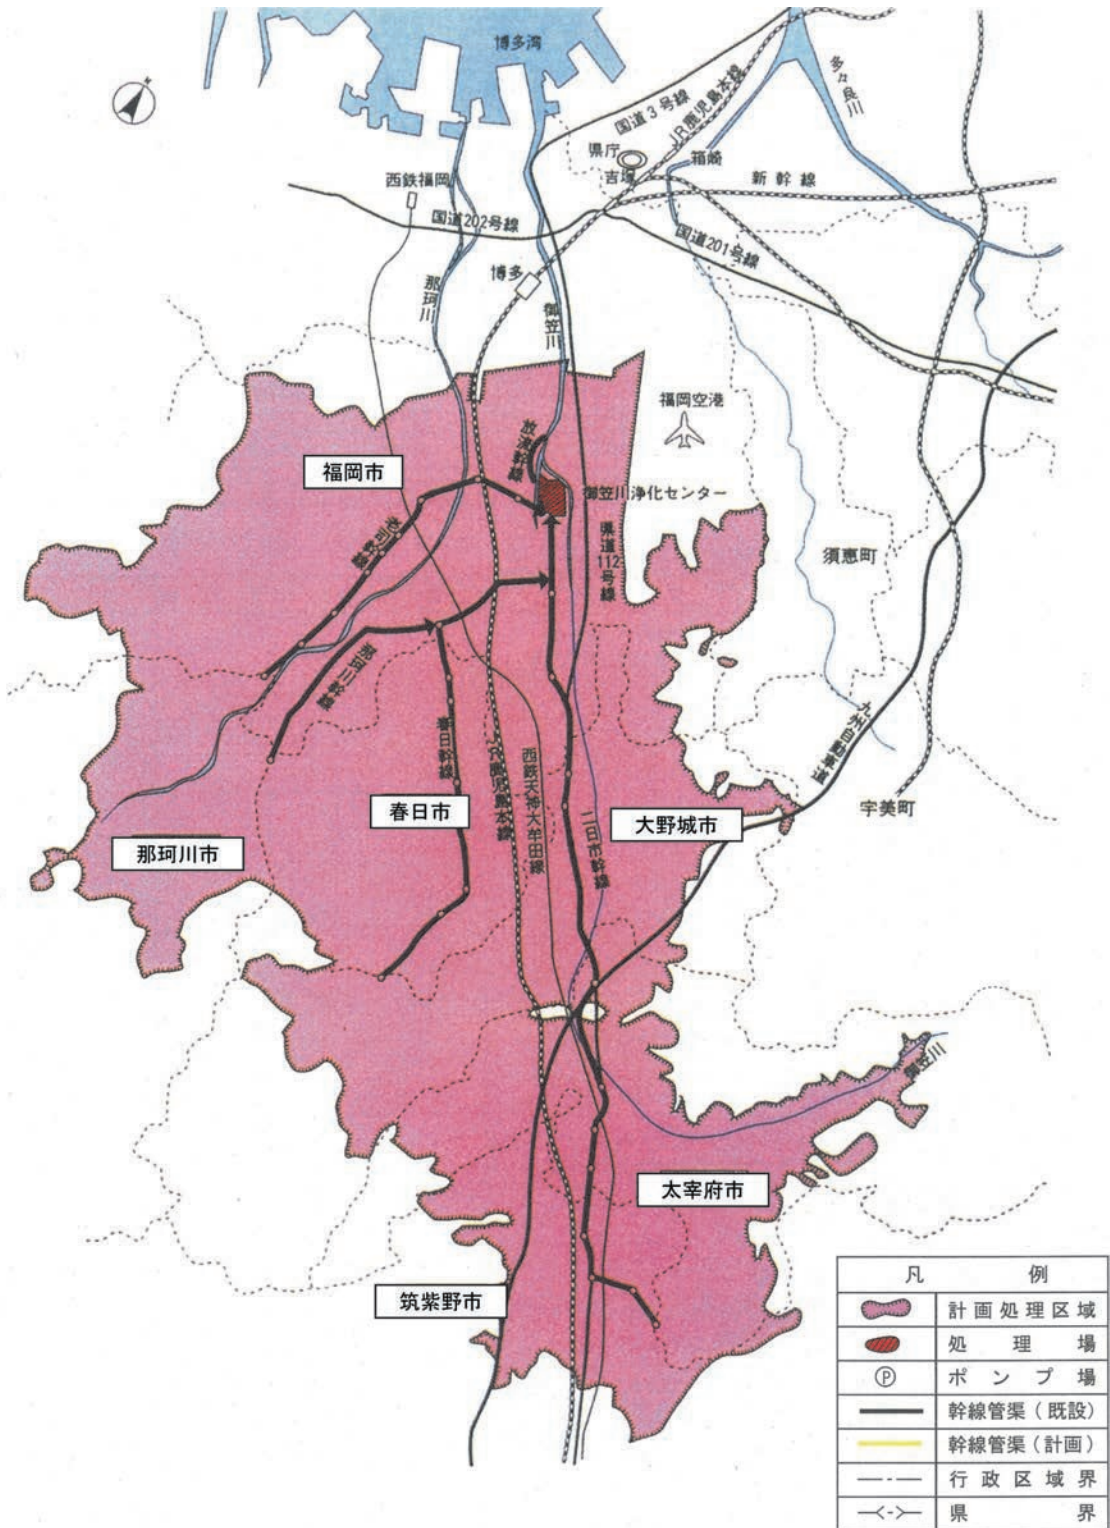 N
博多湾
多々良川
国道3号線
JR鹿児島本線
県庁
吉塚
箱崎
西鉄福岡
新幹線
国道202号線
国道201号線
博多
那珂川
御笠川
福岡空港
放流幹線
福岡市
御笠川浄化センター
老司幹線
県道112号線
須恵町
那珂川幹線
春日幹線
JR鹿児島本線
西鉄天神大牟田線
九州自動車道
春日市
大野城市
宇美町
二日市幹線
那珂川市
御笠川
太宰府市
筑紫野市
凡例
計画処理区域
処理場
Ⓟ ポンプ場
幹線管渠(既設)
幹線管渠(計画)
行政区域界
県界